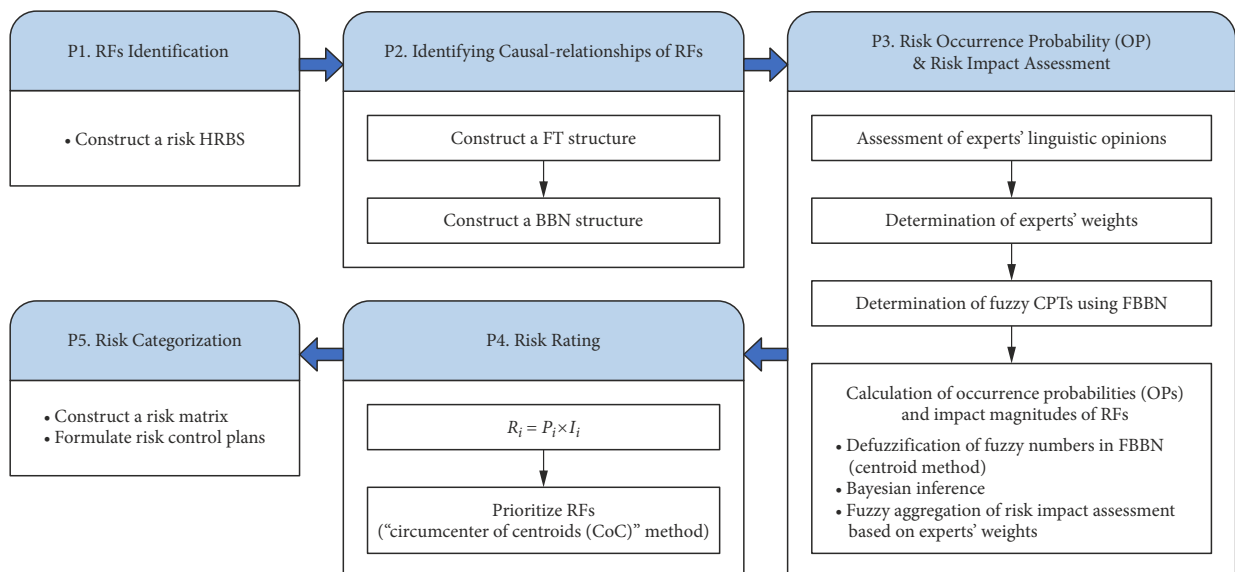 P1. RFs Identification
• Construct a risk HRBS
P2. Identifying Causal-relationships of RFs
Construct a FT structure
Construct a BBN structure
P3. Risk Occurrence Probability (OP)
& Risk Impact Assessment
Assessment of experts' linguistic opinions
Determination of experts' weights
Determination of fuzzy CPTs using FBBN
Calculation of occurrence probabilities (OPs)
and impact magnitudes of RFs
• Defuzzification of fuzzy numbers in FBBN
(centroid method)
• Bayesian inference
• Fuzzy aggregation of risk impact assessment
based on experts' weights
P4. Risk Rating
R_i = P_i×I_i
Prioritize RFs
(“circumcenter of centroids (CoC)” method)
P5. Risk Categorization
• Construct a risk matrix
• Formulate risk control plans